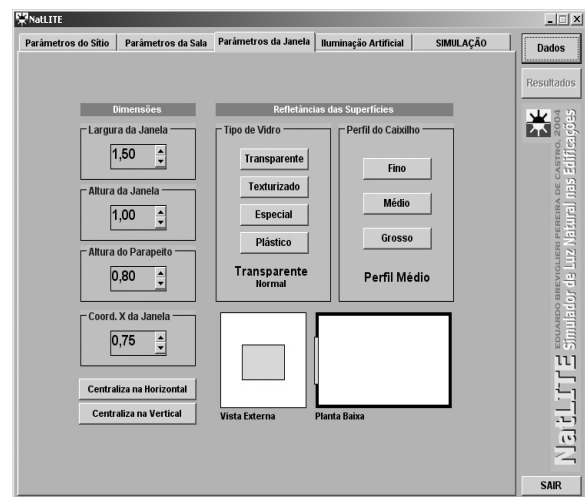 NatLITE
Parâmetros do Sítio
Parâmetros da Sala
Parâmetros da Janela
Iluminação Artificial
SIMULAÇÃO
Dados
Resultados
Dimensões
Largura da Janela
1,50
Altura da Janela
1,00
Altura do Parapeito
0,80
Coord. X da Janela
0,75
Centraliza na Horizontal
Centraliza na Vertical
Refletâncias das Superfícies
Tipo de Vidro
Transparente
Texturizado
Especial
Plástico
Transparente
Normal
Perfil do Caixilho
Fino
Médio
Grosso
Perfil Médio
Vista Externa
Planta Baixa
NatLITE
EDUARDO BREVIGLIERI PEREIRA DE CASTRO, 2004
Simulador de Luz Natural nas Edificações
SAIR